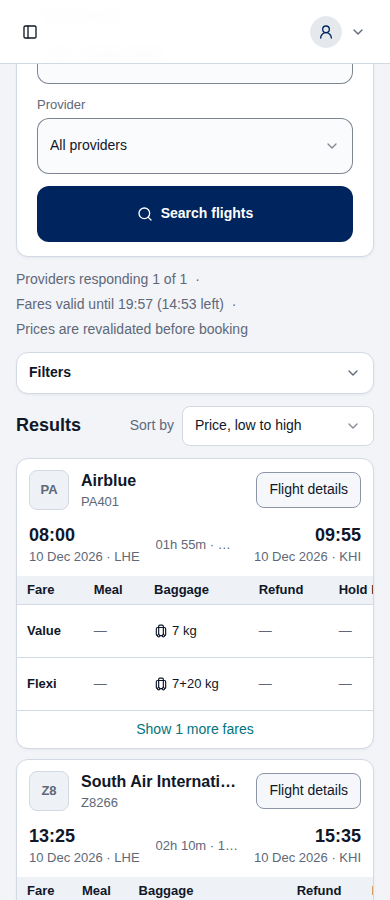 Provider
All providers
Search flights
Providers responding 1 of 1 ·
Fares valid until 19:57 (14:53 left) ·
Prices are revalidated before booking
Filters
Results Sort by Price, low to high
PA Airblue Flight details
PA401
08:00 01h 55m · … 09:55
10 Dec 2026 · LHE 10 Dec 2026 · KHI
Fare Meal Baggage Refund Hold
Value — 7 kg — —
Flexi — 7+20 kg — —
Show 1 more fares
Z8 South Air Internati… Flight details
Z8266
13:25 02h 10m · 1… 15:35
10 Dec 2026 · LHE 10 Dec 2026 · KHI
Fare Meal Baggage Refund